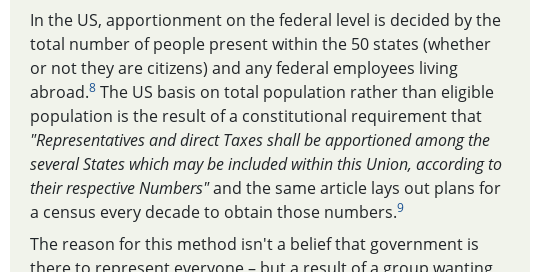 In the US, apportionment on the federal level is decided by the
total number of people present within the 50 states (whether
or not they are citizens) and any federal employees living
abroad.8 The US basis on total population rather than eligible
population is the result of a constitutional requirement that
"Representatives and direct Taxes shall be apportioned among the
several States which may be included within this Union, according to
their respective Numbers" and the same article lays out plans for
a census every decade to obtain those numbers.9
The reason for this method isn't a belief that government is
there to represent everyone – but a result of a group wanting